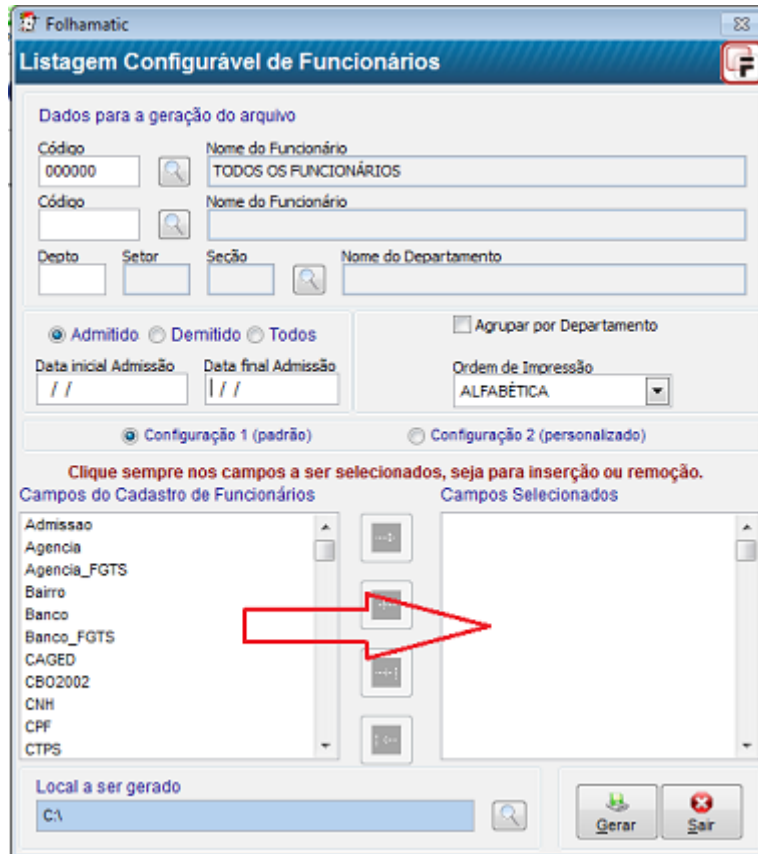 Folhamatic
Listagem Configurável de Funcionários
Dados para a geração do arquivo
Código Nome do Funcionário
000000 TODOS OS FUNCIONÁRIOS
Código Nome do Funcionário
Depto Setor Seção Nome do Departamento
Admitido Demitido Todos
Agrupar por Departamento
Data inicial Admissão Data final Admissão
/ / / /
Ordem de Impressão
ALFABÉTICA
Configuração 1 (padrão) Configuração 2 (personalizado)
Clique sempre nos campos a ser selecionados, seja para inserção ou remoção.
Campos do Cadastro de Funcionários Campos Selecionados
Admissao
Agencia
Agencia_FGTS
Bairro
Banco
Banco_FGTS
CAGED
CBO2002
CNH
CPF
CTPS
Local a ser gerado
C:\
Gerar Sair